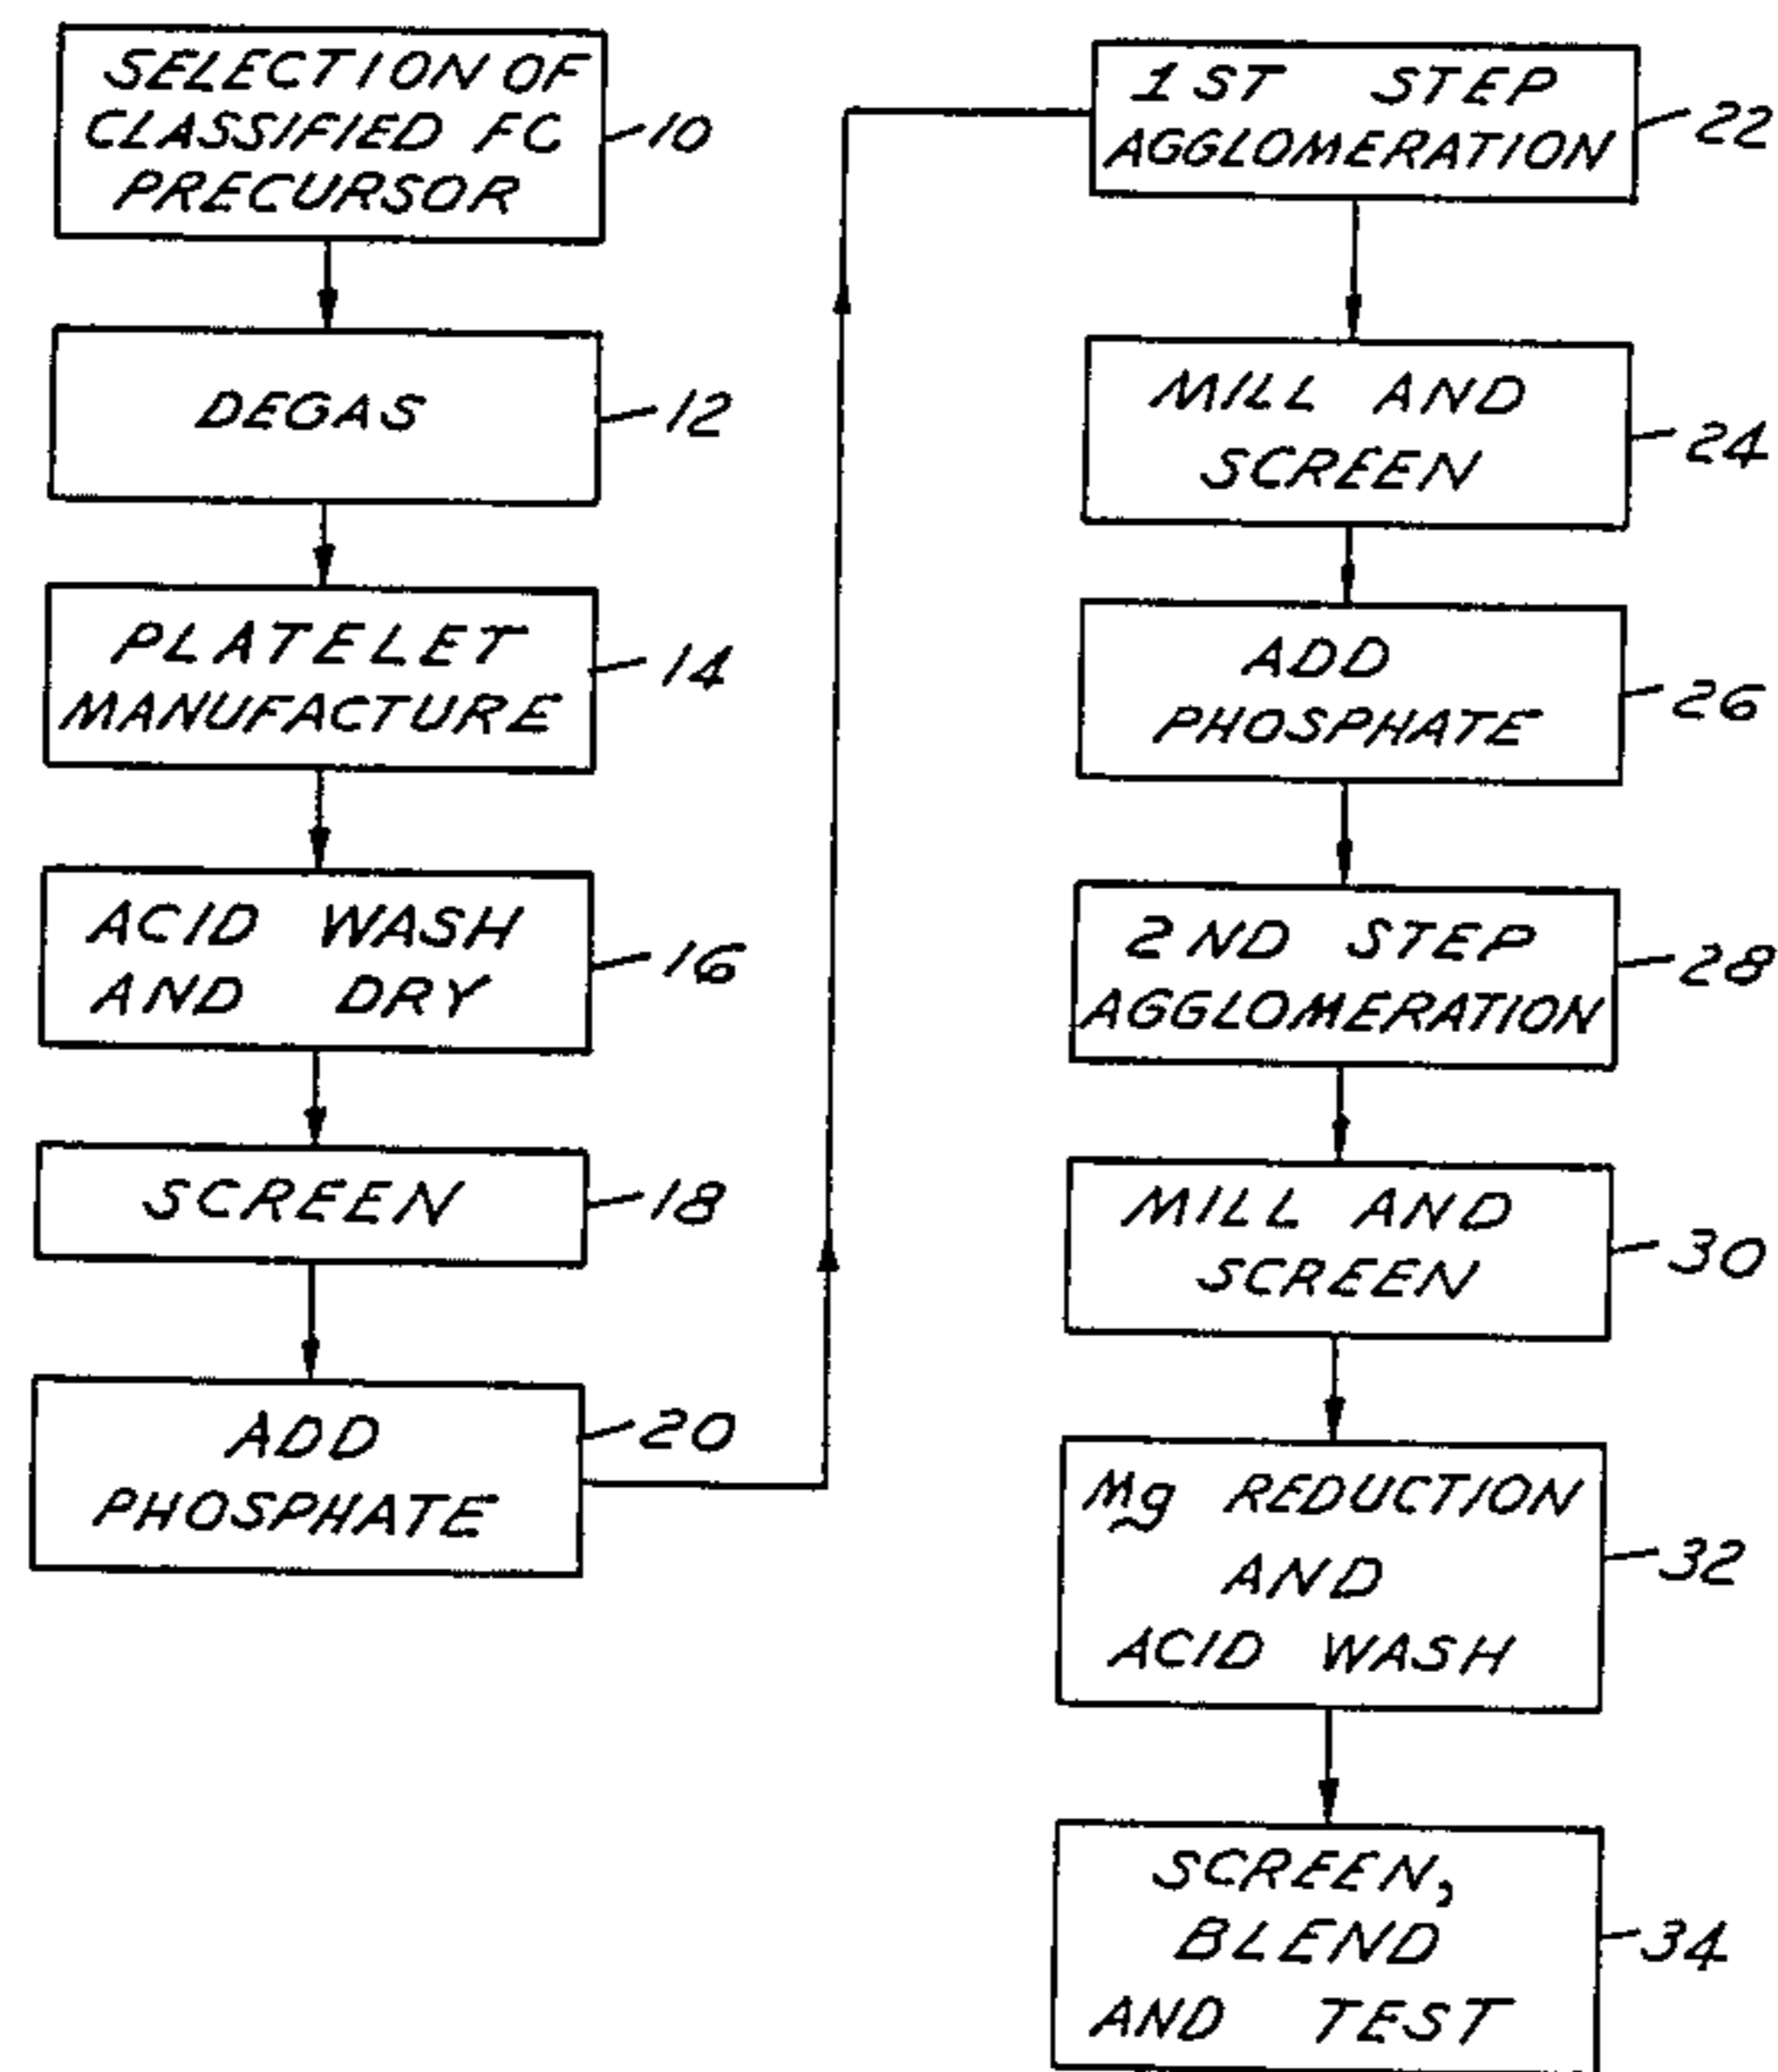 SELECTION OF
CLASSIFIED FC
PRECURSOR
10
DEGAS
12
PLATELET
MANUFACTURE
14
ACID WASH
AND DRY
16
SCREEN
18
ADD
PHOSPHATE
20
1ST STEP
AGGLOMERATION
22
MILL AND
SCREEN
24
ADD
PHOSPHATE
26
2ND STEP
AGGLOMERATION
28
MILL AND
SCREEN
30
Mg REDUCTION
AND
ACID WASH
32
SCREEN,
BLEND
AND TEST
34